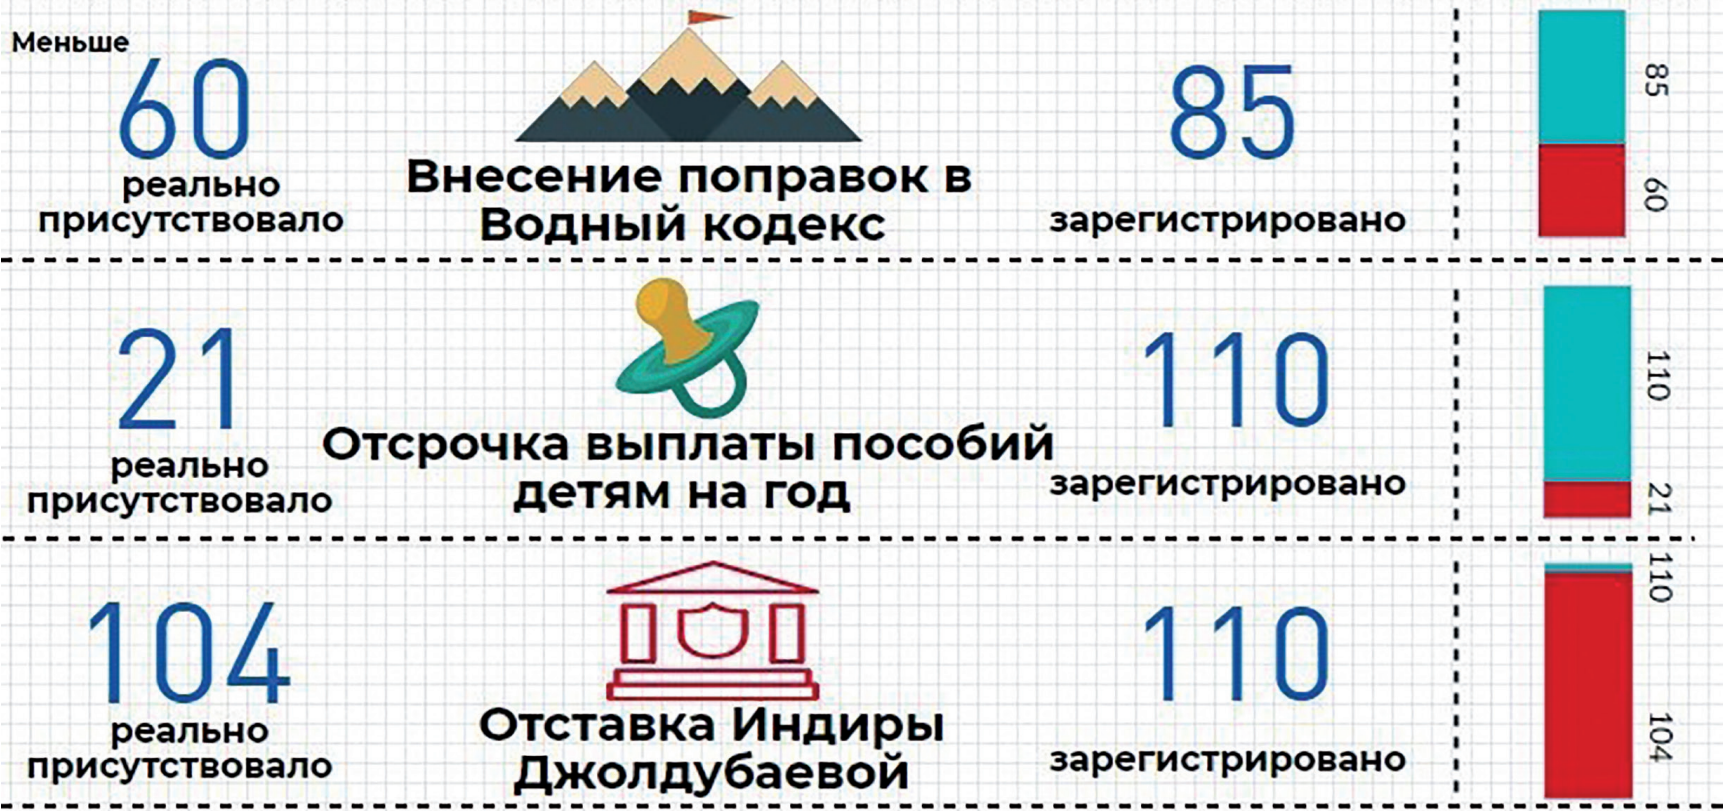 Меньше
60
реально
присутствовало
Внесение поправок в
Водный кодекс
85
зарегистрировано
85
60
21
реально
присутствовало
Отсрочка выплаты пособий
детям на год
110
зарегистрировано
110
21
104
реально
присутствовало
Отставка Индиры
Джолдубаевой
110
зарегистрировано
110
104